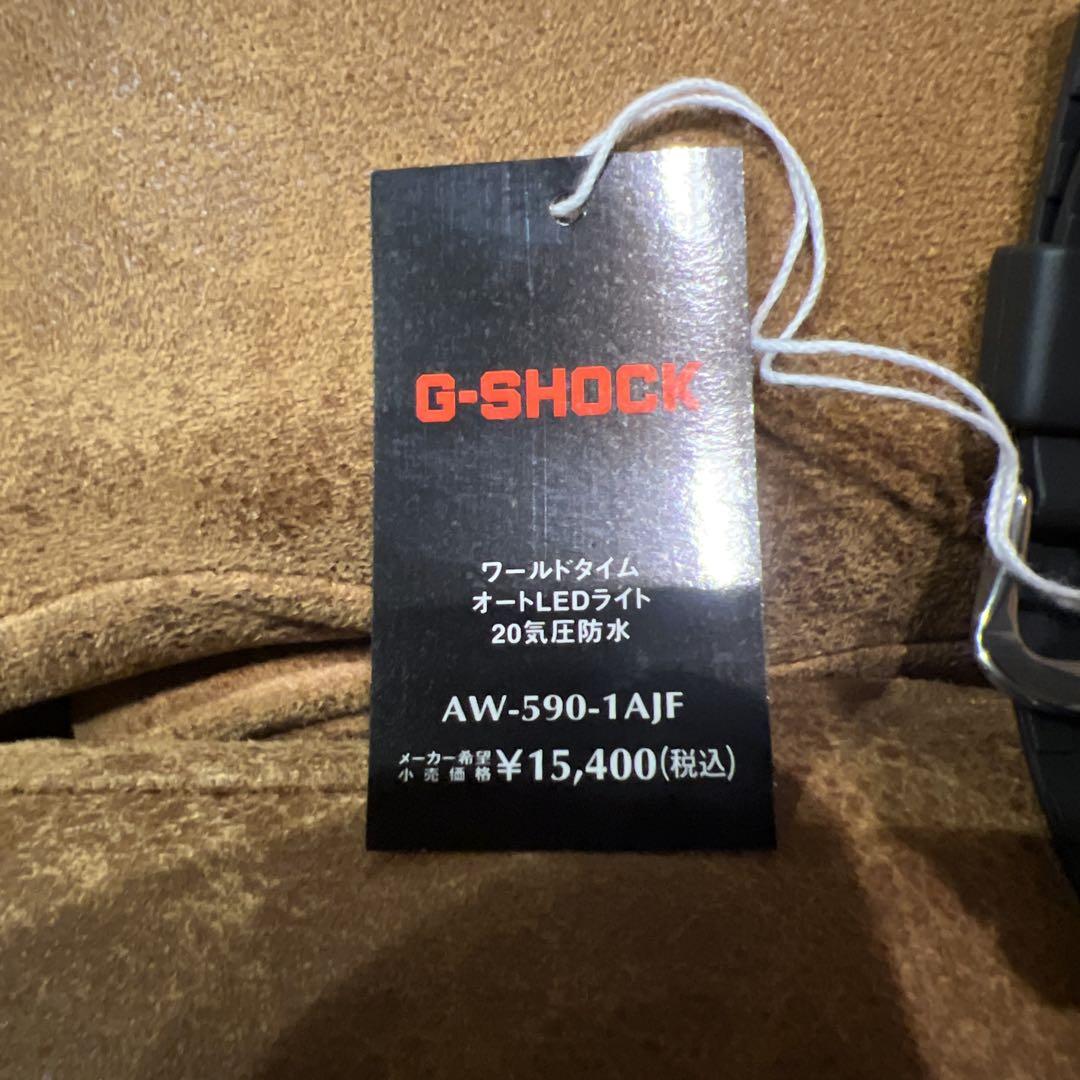 G-SHOCK
ワールドタイム
オートLEDライト
20気圧防水
AW-590-1AJF
メーカー希望小売価格 ¥15,400(税込)